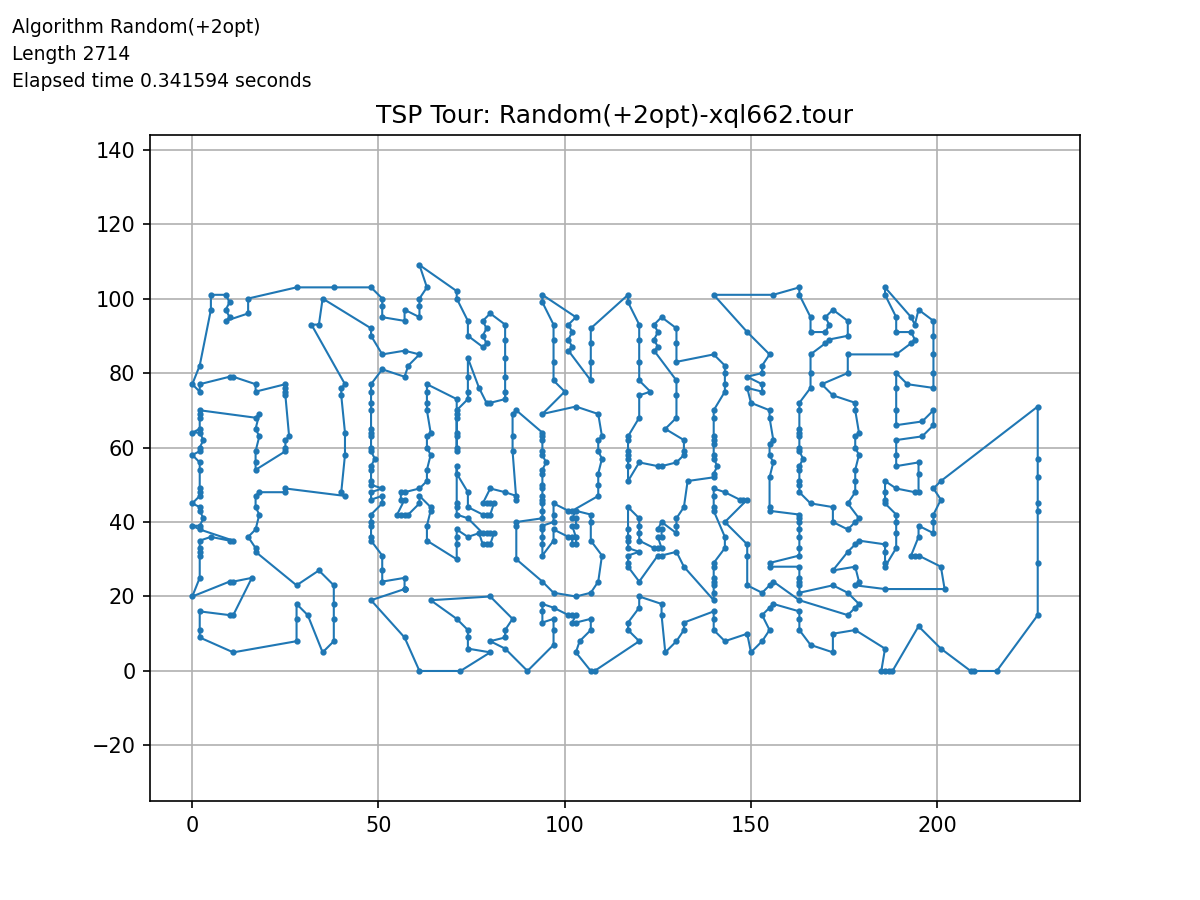 Algorithm Random(+2opt)
Length 2714
Elapsed time 0.341594 seconds
TSP Tour: Random(+2opt)-xql662.tour
140
120
100
80
60
40
20
0
−20
0 50 100 150 200